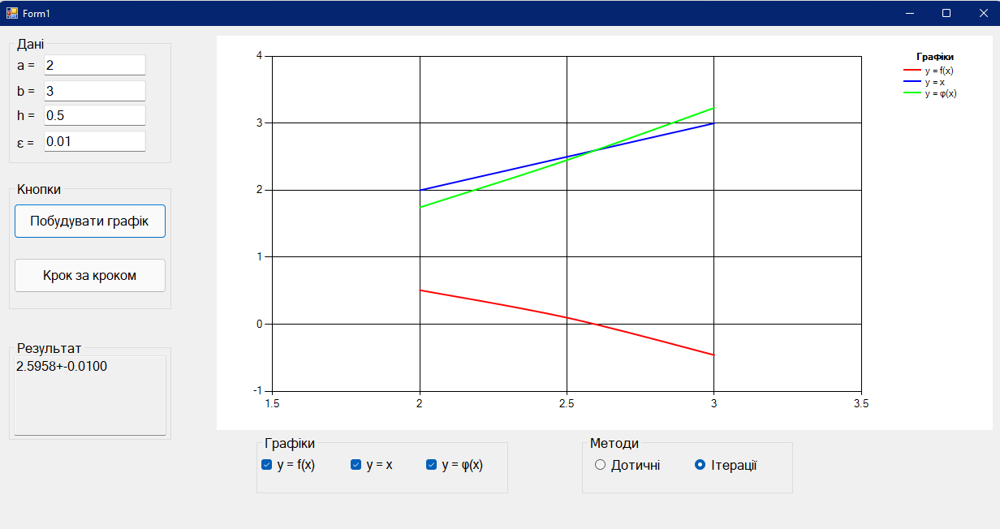 Form1
Дані
a = 2
b = 3
h = 0.5
ε = 0.01
Кнопки
Побудувати графік
Крок за кроком
Результат
2.5958+-0.0100
4
3
2
1
0
-1
1.5 2 2.5 3 3.5
Графіки
y = f(x)
y = x
y = φ(x)
Графіки
y = f(x) y = x y = φ(x)
Методи
Дотичні Ітерації